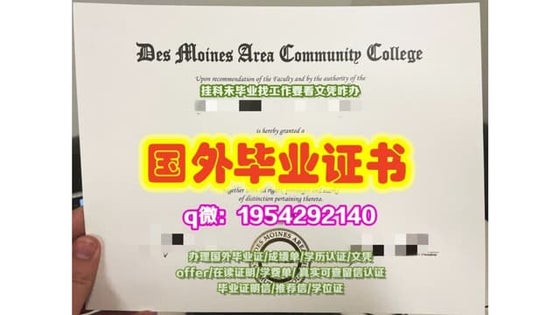 Des Moines Area Community College
Upon recommendation of the Faculty and by the authority of the
挂科未毕业找工作要看文凭咋办
is hereby granted a
国外毕业证书
together
of distinction pertaining thereto.
q微：1954292140
DES MOINES AREA
办理国外毕业证/成绩单/学历认证/文凭
offer/在读证明/学费单/真实可查留信认证
毕业证明信/推荐信/学位证